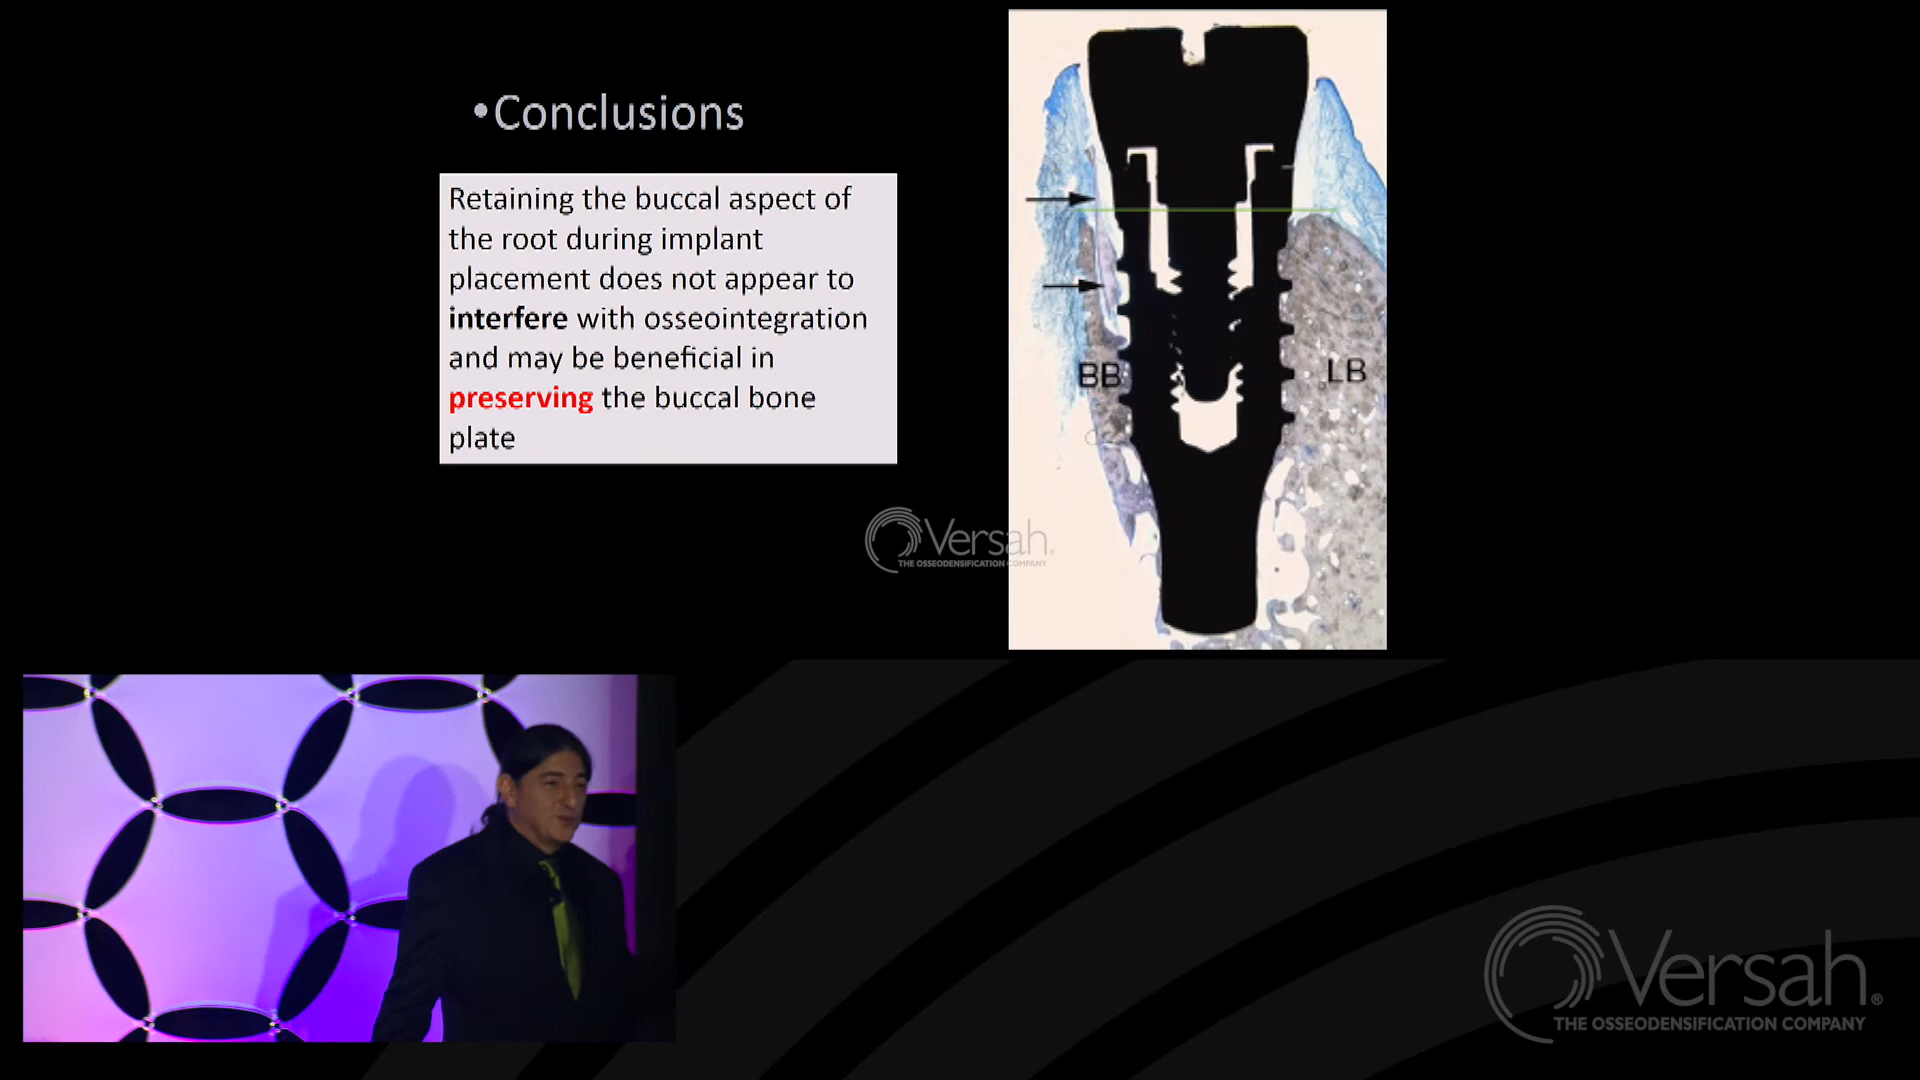 •Conclusions
Retaining the buccal aspect of
the root during implant
placement does not appear to
interfere with osseointegration
and may be beneficial in
preserving the buccal bone
plate
BB
LB
Versah®
THE OSSEODENSIFICATION COMPANY
Versah®
THE OSSEODENSIFICATION COMPANY